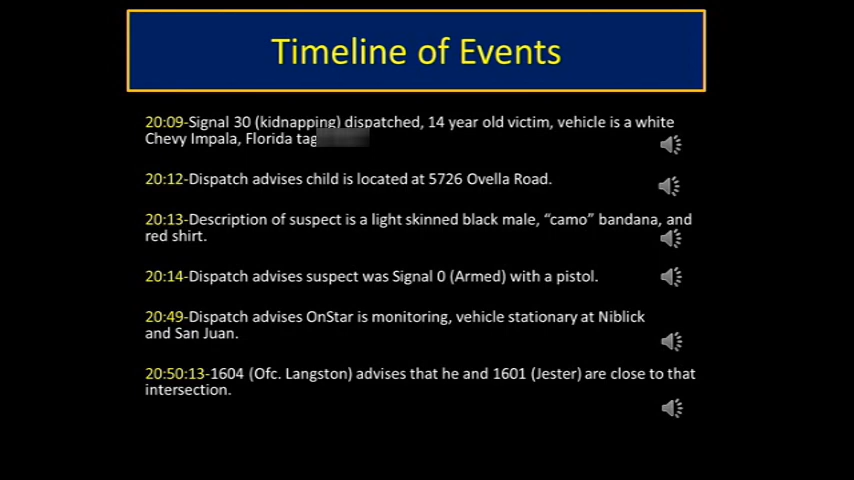 Timeline of Events
20:09-Signal 30 (kidnapping) dispatched, 14 year old victim, vehicle is a white
Chevy Impala, Florida tag
20:12-Dispatch advises child is located at 5726 Ovella Road.
20:13-Description of suspect is a light skinned black male, “camo” bandana, and
red shirt.
20:14-Dispatch advises suspect was Signal 0 (Armed) with a pistol.
20:49-Dispatch advises OnStar is monitoring, vehicle stationary at Niblick
and San Juan.
20:50:13-1604 (Ofc. Langston) advises that he and 1601 (Jester) are close to that
intersection.